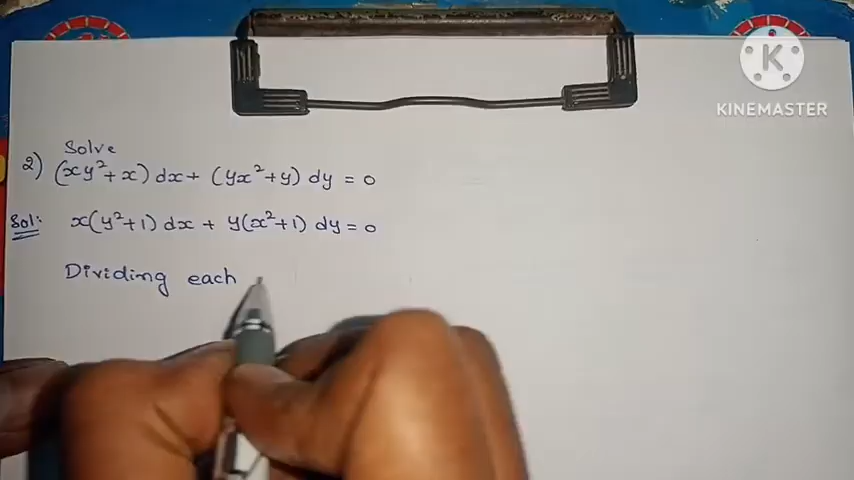 KINEMASTER
Solve
2) (xy²+x) dx + (yx²+y) dy = 0
Sol: x(y²+1) dx + y(x²+1) dy = 0
Dividing each